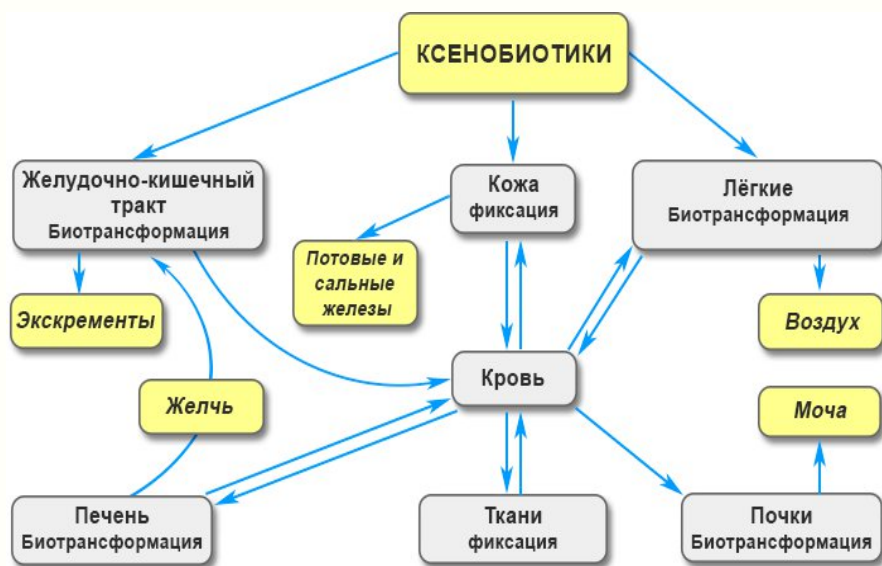 КСЕНОБИОТИКИ
Желудочно-кишечный
тракт
Биотрансформация
Кожа
фиксация
Лёгкие
Биотрансформация
Потовые и
сальные
железы
Экскременты
Воздух
Кровь
Желчь
Моча
Печень
Биотрансформация
Ткани
фиксация
Почки
Биотрансформация